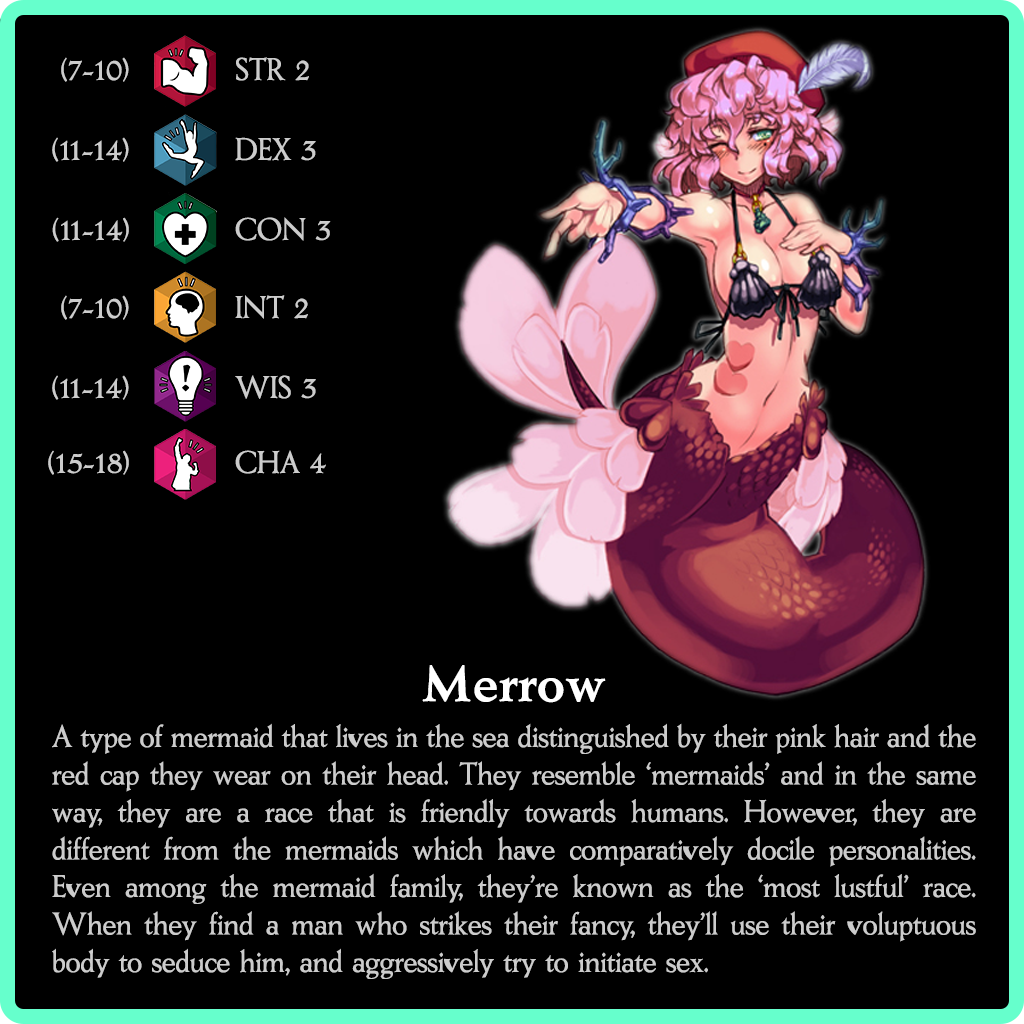 (7-10) STR 2
(11-14) DEX 3
(11-14) CON 3
(7-10) INT 2
(11-14) WIS 3
(15-18) CHA 4
Merrow
A type of mermaid that lives in the sea distinguished by their pink hair and the
red cap they wear on their head. They resemble ‘mermaids’ and in the same
way, they are a race that is friendly towards humans. However, they are
different from the mermaids which have comparatively docile personalities.
Even among the mermaid family, they’re known as the ‘most lustful’ race.
When they find a man who strikes their fancy, they’ll use their voluptuous
body to seduce him, and aggressively try to initiate sex.